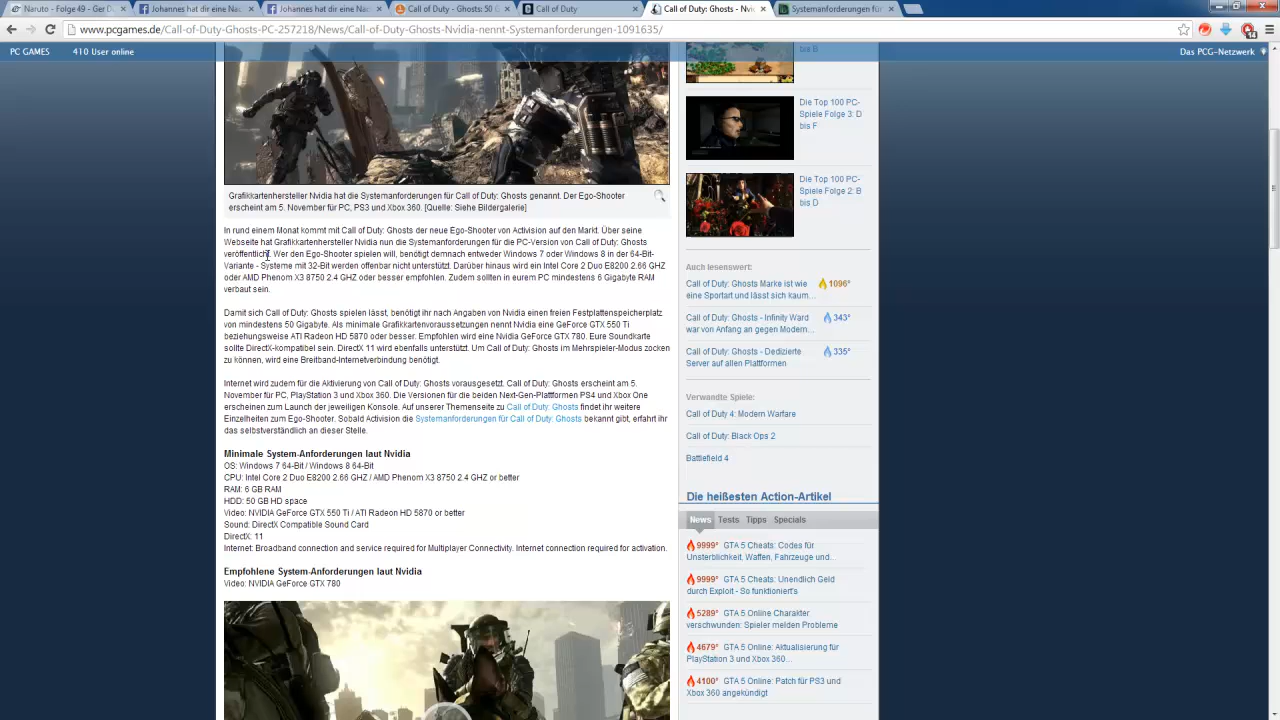 Naruto - Folge 49 - Ger D
Johannes hat dir eine Nac
Johannes hat dir eine Nac
Call of Duty - Ghosts: 50 G
Call of Duty
Call of Duty: Ghosts - Nvi
Systemanforderungen für
www.pcgames.de/Call-of-Duty-Ghosts-PC-257218/News/Call-of-Duty-Ghosts-Nvidia-nennt-Systemanforderungen-1091635/
PC GAMES 410 User online
Das PCG-Netzwerk
Grafikkartenhersteller Nvidia hat die Systemanforderungen für Call of Duty: Ghosts genannt. Der Ego-Shooter
erscheint am 5. November für PC, PS3 und Xbox 360. [Quelle: Siehe Bildergalerie]
In rund einem Monat kommt mit Call of Duty: Ghosts der neue Ego-Shooter von Activision auf den Markt. Über seine
Webseite hat Grafikkartenhersteller Nvidia nun die Systemanforderungen für die PC-Version von Call of Duty: Ghosts
veröffentlicht. Wer den Ego-Shooter spielen will, benötigt demnach entweder Windows 7 oder Windows 8 in der 64-Bit-
Variante - Systeme mit 32-Bit werden offenbar nicht unterstützt. Darüber hinaus wird ein Intel Core 2 Duo E8200 2.66 GHZ
oder AMD Phenom X3 8750 2.4 GHZ oder besser empfohlen. Zudem sollten in eurem PC mindestens 6 Gigabyte RAM
verbaut sein.
Damit sich Call of Duty: Ghosts spielen lässt, benötigt ihr nach Angaben von Nvidia einen freien Festplattenspeicherplatz
von mindestens 50 Gigabyte. Als minimale Grafikkartenvoraussetzungen nennt Nvidia eine GeForce GTX 550 Ti
beziehungsweise ATI Radeon HD 5870 oder besser. Empfohlen wird eine Nvidia GeForce GTX 780. Eure Soundkarte
sollte DirectX-kompatibel sein. DirectX 11 wird ebenfalls unterstützt. Um Call of Duty: Ghosts im Mehrspieler-Modus zocken
zu können, wird eine Breitband-Internetverbindung benötigt.
Internet wird zudem für die Aktivierung von Call of Duty: Ghosts vorausgesetzt. Call of Duty: Ghosts erscheint am 5.
November für PC, PlayStation 3 und Xbox 360. Die Versionen für die beiden Next-Gen-Plattformen PS4 und Xbox One
erscheinen zum Launch der jeweiligen Konsole. Auf unserer Themenseite zu Call of Duty: Ghosts findet ihr weitere
Einzelheiten zum Ego-Shooter. Sobald Activision die Systemanforderungen für Call of Duty: Ghosts bekannt gibt, erfahrt ihr
das selbstverständlich an dieser Stelle.
Minimale System-Anforderungen laut Nvidia
OS: Windows 7 64-Bit / Windows 8 64-Bit
CPU: Intel Core 2 Duo E8200 2.66 GHZ / AMD Phenom X3 8750 2.4 GHZ or better
RAM: 6 GB RAM
HDD: 50 GB HD space
Video: NVIDIA GeForce GTX 550 Ti / ATI Radeon HD 5870 or better
Sound: DirectX Compatible Sound Card
DirectX: 11
Internet: Broadband connection and service required for Multiplayer Connectivity. Internet connection required for activation.
Empfohlene System-Anforderungen laut Nvidia
Video: NVIDIA GeForce GTX 780
bis B
Die Top 100 PC-
Spiele Folge 3: D
bis F
Die Top 100 PC-
Spiele Folge 2: B
bis D
Auch lesenswert:
Call of Duty: Ghosts Marke ist wie 1096°
eine Sportart und lässt sich kaum...
Call of Duty: Ghosts - Infinity Ward 343°
war von Anfang an gegen Modern...
Call of Duty: Ghosts - Dedizierte 335°
Server auf allen Plattformen
Verwandte Spiele:
Call of Duty 4: Modern Warfare
Call of Duty: Black Ops 2
Battlefield 4
Die heißesten Action-Artikel
News Tests Tipps Specials
9999° GTA 5 Cheats: Codes für
Unsterblichkeit, Waffen, Fahrzeuge und...
9999° GTA 5 Cheats: Unendlich Geld
durch Exploit - So funktioniert's
5289° GTA 5 Online Charakter
verschwunden: Spieler melden Probleme
4679° GTA 5 Online: Aktualisierung für
PlayStation 3 und Xbox 360...
4100° GTA 5 Online: Patch für PS3 und
Xbox 360 angekündigt